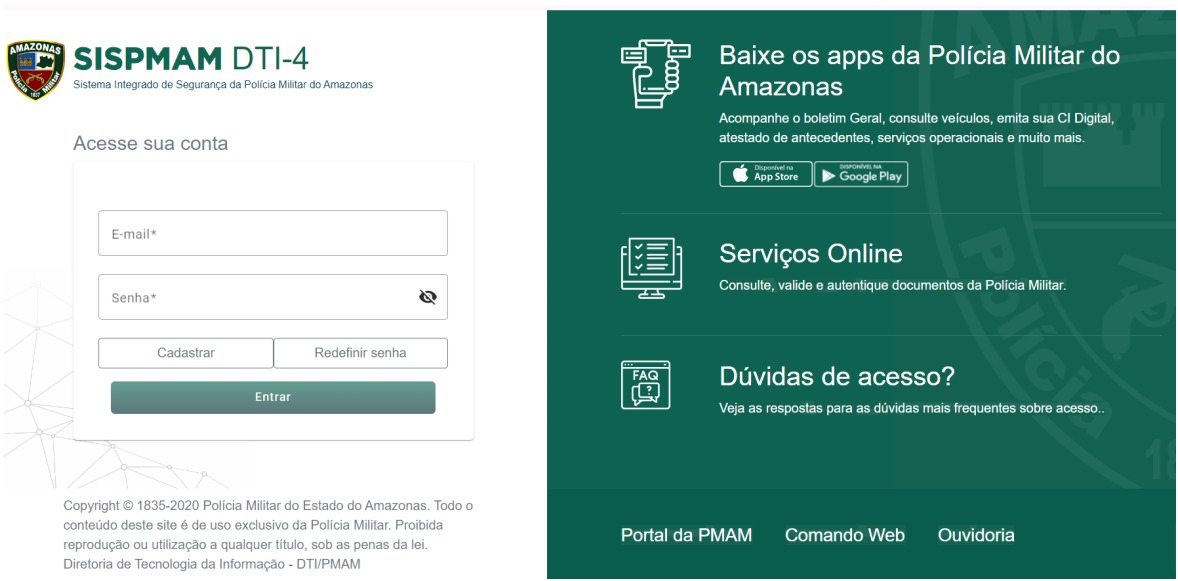 AMAZONAS
Polícia Militar
1837
SISPMAM DTI-4
Sistema Integrado de Segurança da Polícia Militar do Amazonas
Acesse sua conta
E-mail*
Senha*
Cadastrar
Redefinir senha
Entrar
Copyright © 1835-2020 Polícia Militar do Estado do Amazonas. Todo o
conteúdo deste site é de uso exclusivo da Polícia Militar. Proibida
reprodução ou utilização a qualquer título, sob as penas da lei.
Diretoria de Tecnologia da Informação - DTI/PMAM
Baixe os apps da Polícia Militar do
Amazonas
Acompanhe o boletim Geral, consulte veículos, emita sua CI Digital,
atestado de antecedentes, serviços operacionais e muito mais.
Disponível na
App Store
DISPONÍVEL NA
Google Play
Serviços Online
Consulte, valide e autentique documentos da Polícia Militar.
FAQ
?
Dúvidas de acesso?
Veja as respostas para as dúvidas mais frequentes sobre acesso..
AMAZ
Polícia
18
Portal da PMAM
Comando Web
Ouvidoria